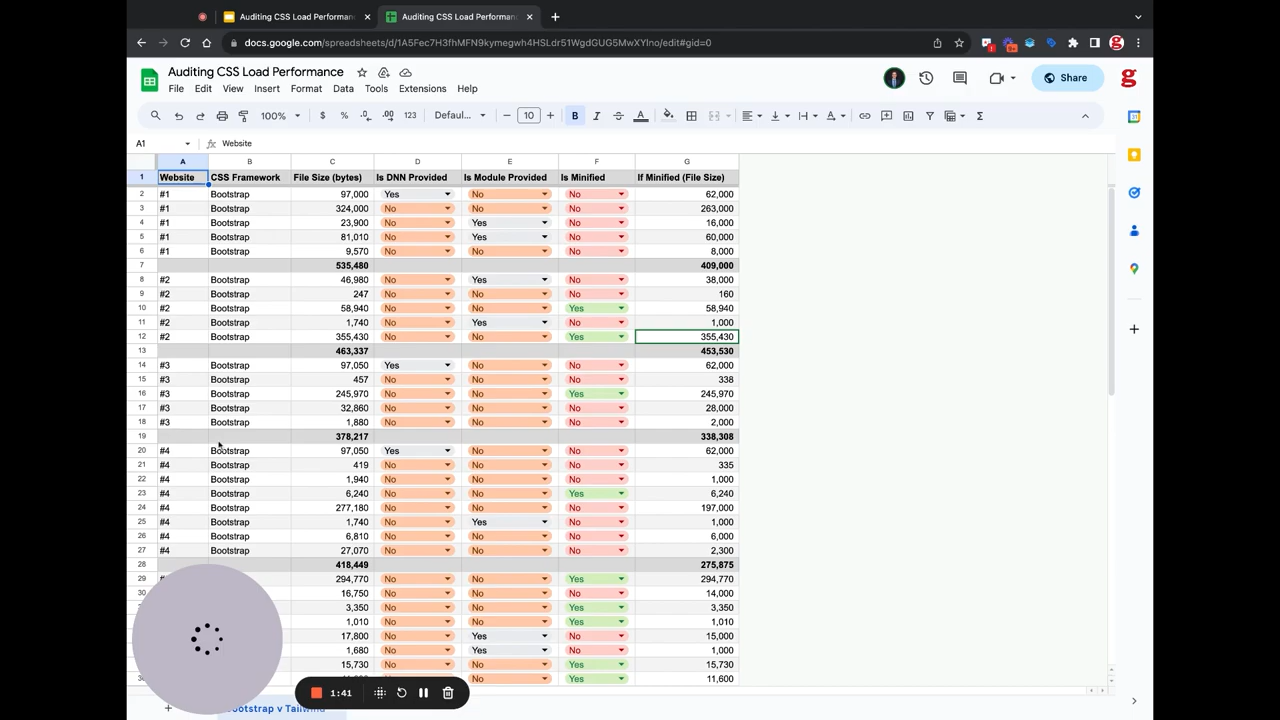 Auditing CSS Load Performan
Auditing CSS Load Performan
docs.google.com/spreadsheets/d/1A5Fec7H3fhMFN9kymegwh4HSLdr51WgdGUG5MwXYlno/edit#gid=0
Auditing CSS Load Performance
File Edit View Insert Format Data Tools Extensions Help
Share
100% $ % .0 .00 123 Defaul... 10 B I A
A1 Website
A B C D E F G
1 Website CSS Framework File Size (bytes) Is DNN Provided Is Module Provided Is Minified If Minified (File Size)
2 #1 Bootstrap 97,000 Yes No No 62,000
3 #1 Bootstrap 324,000 No No No 263,000
4 #1 Bootstrap 23,900 No Yes No 16,000
5 #1 Bootstrap 81,010 No Yes No 60,000
6 #1 Bootstrap 9,570 No No No 8,000
7 535,480 409,000
8 #2 Bootstrap 46,980 No Yes No 38,000
9 #2 Bootstrap 247 No No No 160
10 #2 Bootstrap 58,940 No No Yes 58,940
11 #2 Bootstrap 1,740 No Yes No 1,000
12 #2 Bootstrap 355,430 No No Yes 355,430
13 463,337 453,530
14 #3 Bootstrap 97,050 Yes No No 62,000
15 #3 Bootstrap 457 No No No 338
16 #3 Bootstrap 245,970 No No Yes 245,970
17 #3 Bootstrap 32,860 No No No 28,000
18 #3 Bootstrap 1,880 No No No 2,000
19 378,217 338,308
20 #4 Bootstrap 97,050 Yes No No 62,000
21 #4 Bootstrap 419 No No No 335
22 #4 Bootstrap 1,940 No No No 1,000
23 #4 Bootstrap 6,240 No No Yes 6,240
24 #4 Bootstrap 277,180 No No No 197,000
25 #4 Bootstrap 1,740 No Yes No 1,000
26 #4 Bootstrap 6,810 No No No 6,000
27 #4 Bootstrap 27,070 No No No 2,300
28 418,449 275,875
29 294,770 No No Yes 294,770
30 16,750 No No No 14,000
3,350 No No Yes 3,350
1,010 No No Yes 1,010
17,800 No Yes No 15,000
1,680 No Yes No 1,000
15,730 No No Yes 15,730
No No 11,600
1:41
ootstrap v Tailwind